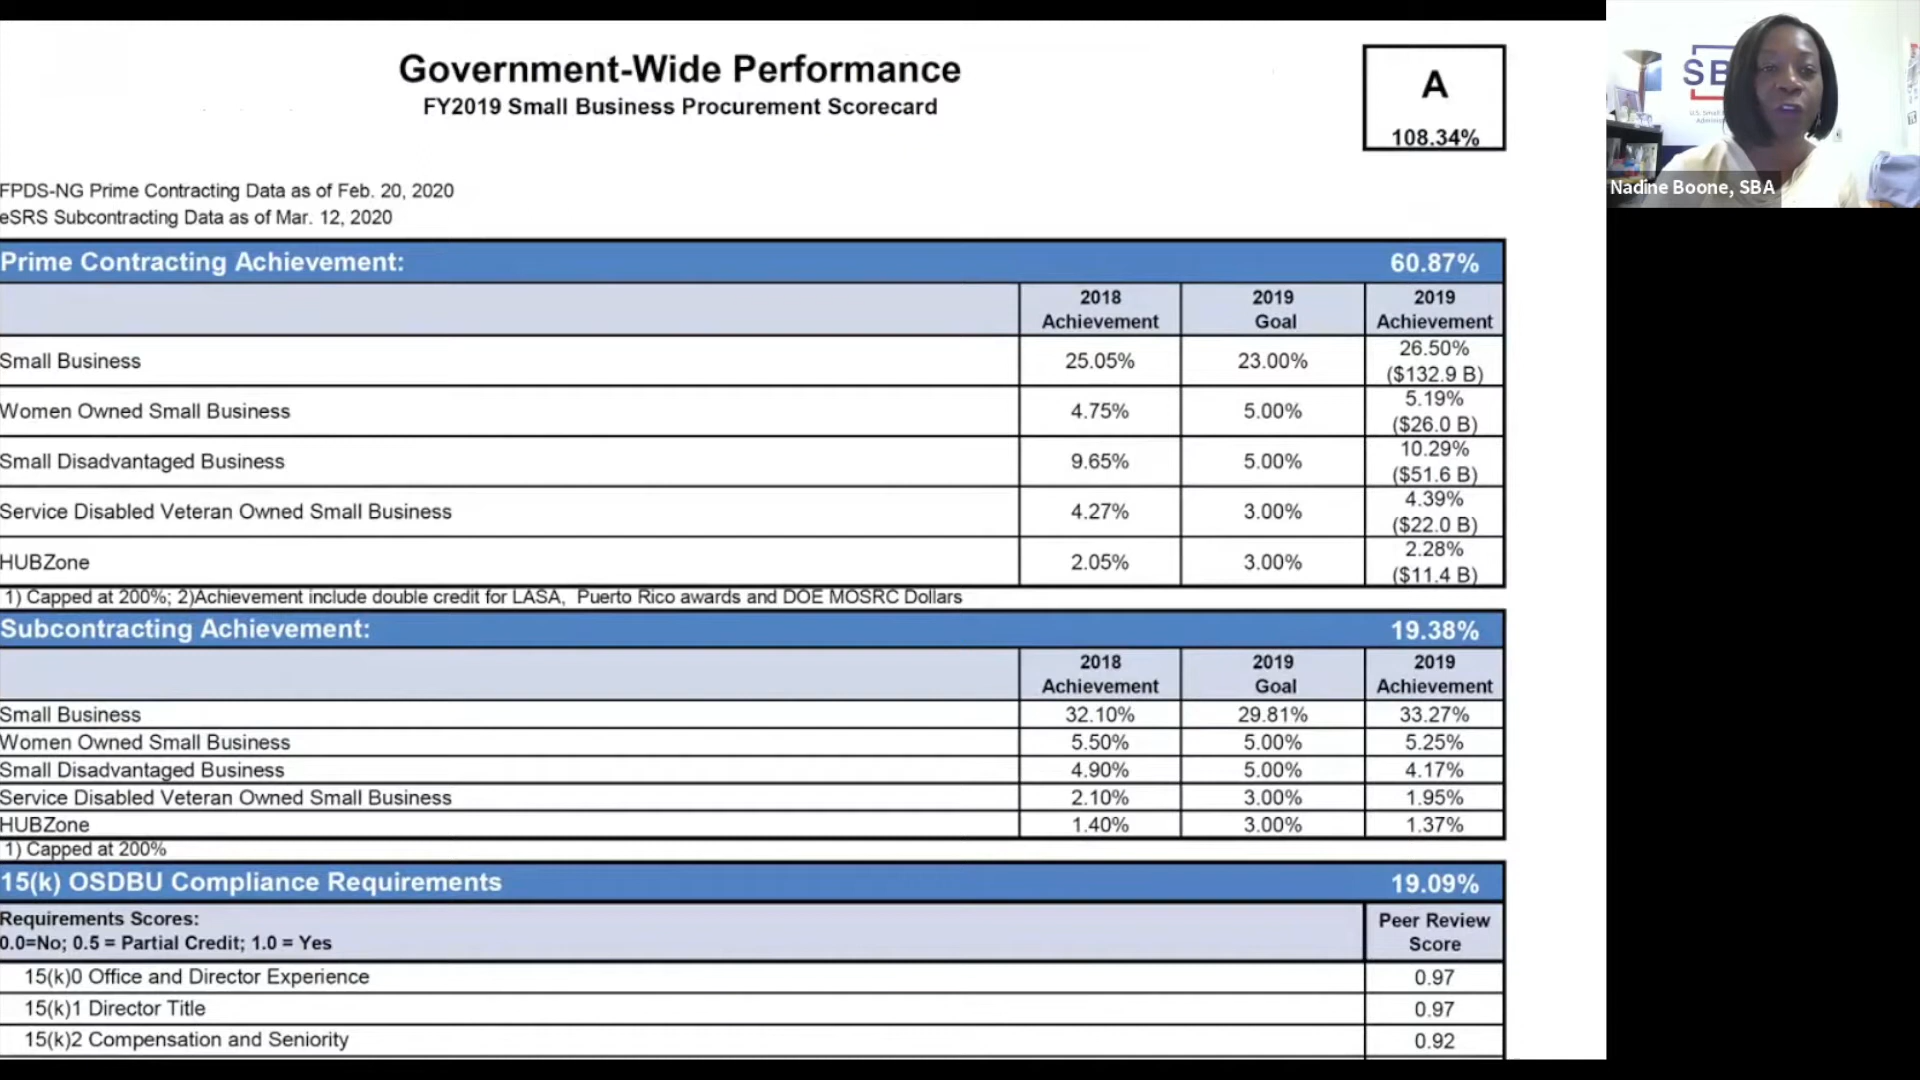 Government-Wide Performance
FY2019 Small Business Procurement Scorecard
A
108.34%
FPDS-NG Prime Contracting Data as of Feb. 20, 2020
eSRS Subcontracting Data as of Mar. 12, 2020
Prime Contracting Achievement: 60.87%
2018 Achievement 2019 Goal 2019 Achievement
Small Business 25.05% 23.00% 26.50% ($132.9 B)
Women Owned Small Business 4.75% 5.00% 5.19% ($26.0 B)
Small Disadvantaged Business 9.65% 5.00% 10.29% ($51.6 B)
Service Disabled Veteran Owned Small Business 4.27% 3.00% 4.39% ($22.0 B)
HUBZone 2.05% 3.00% 2.28% ($11.4 B)
1) Capped at 200%; 2)Achievement include double credit for LASA, Puerto Rico awards and DOE MOSRC Dollars
Subcontracting Achievement: 19.38%
2018 Achievement 2019 Goal 2019 Achievement
Small Business 32.10% 29.81% 33.27%
Women Owned Small Business 5.50% 5.00% 5.25%
Small Disadvantaged Business 4.90% 5.00% 4.17%
Service Disabled Veteran Owned Small Business 2.10% 3.00% 1.95%
HUBZone 1.40% 3.00% 1.37%
1) Capped at 200%
15(k) OSDBU Compliance Requirements 19.09%
Requirements Scores:
0.0=No; 0.5 = Partial Credit; 1.0 = Yes
Peer Review Score
15(k)0 Office and Director Experience 0.97
15(k)1 Director Title 0.97
15(k)2 Compensation and Seniority 0.92
SB
U.S. Small
Nadine Boone, SBA